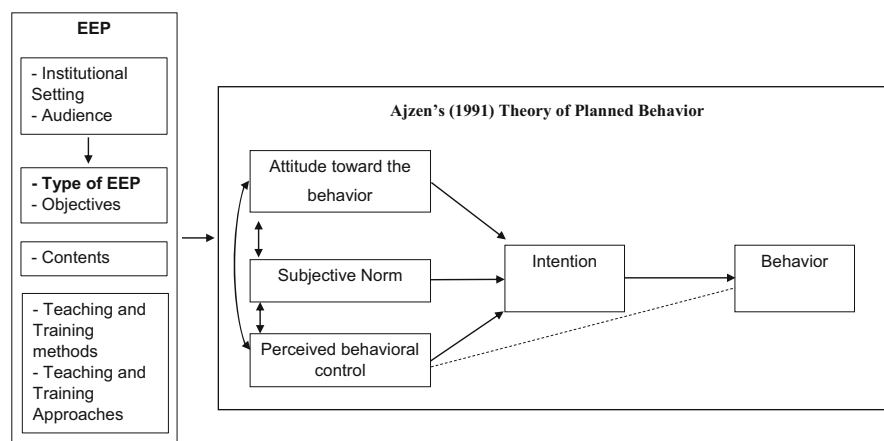 EEP
- Institutional
Setting
- Audience
- Type of EEP
- Objectives
- Contents
- Teaching and
Training
methods
- Teaching and
Training
Approaches
Ajzen's (1991) Theory of Planned Behavior
Attitude toward the
behavior
Subjective Norm
Perceived behavioral
control
Intention
Behavior